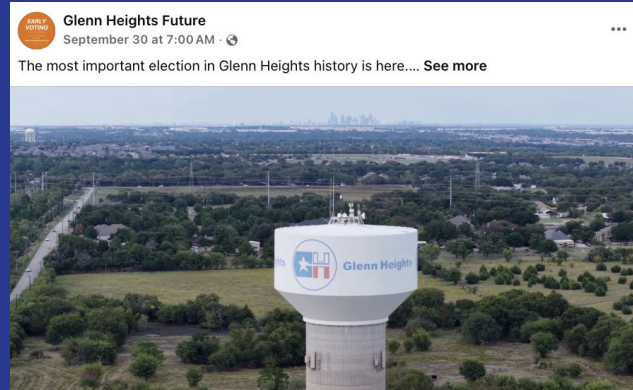 EARLY
VOTING
Glenn Heights Future
September 30 at 7:00 AM ·
The most important election in Glenn Heights history is here.... See more
Glenn Heights